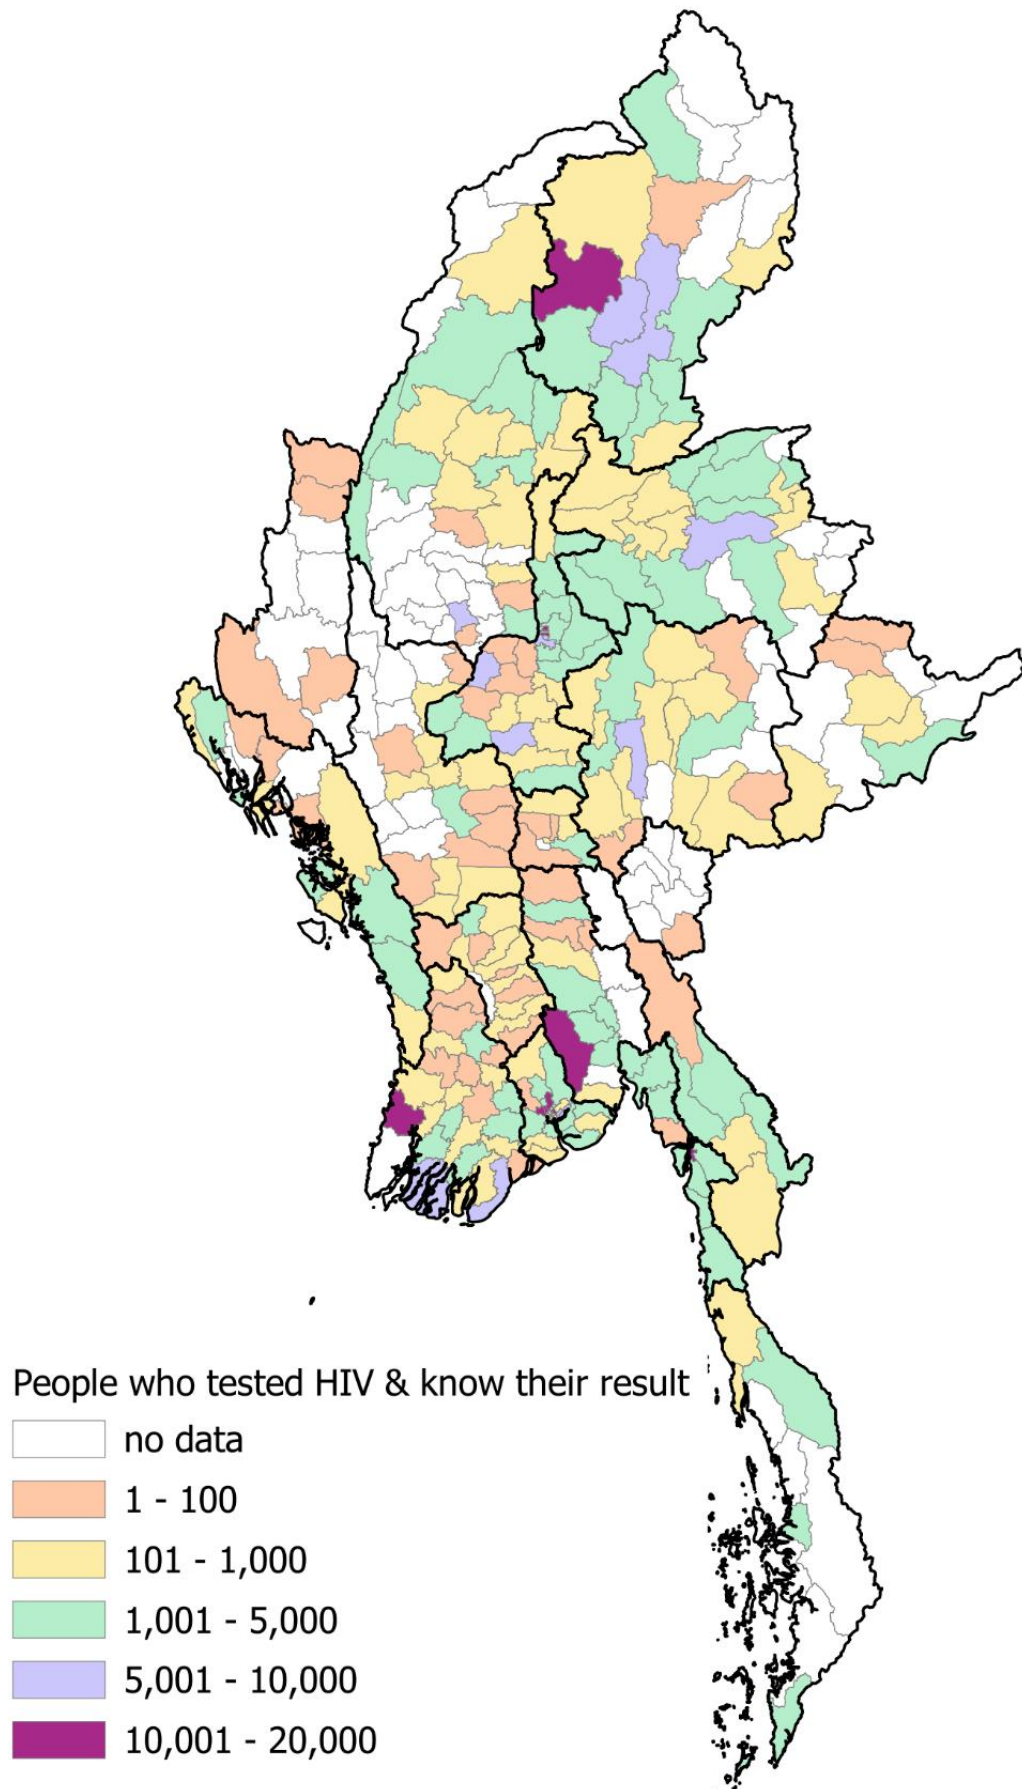 People who tested HIV & know their result
no data
1 - 100
101 - 1,000
1,001 - 5,000
5,001 - 10,000
10,001 - 20,000